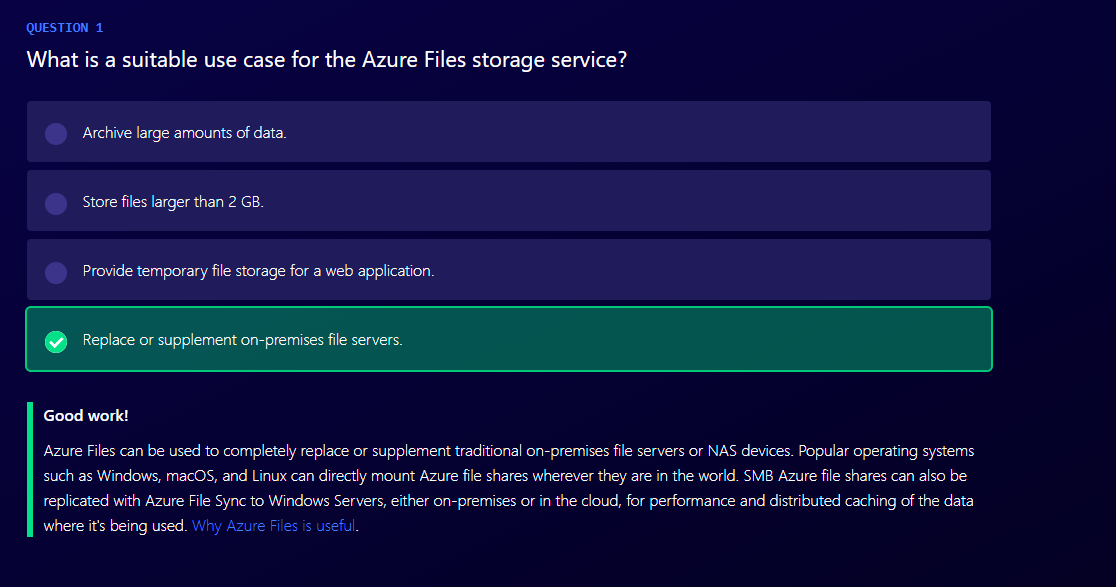 QUESTION 1
What is a suitable use case for the Azure Files storage service?
Archive large amounts of data.
Store files larger than 2 GB.
Provide temporary file storage for a web application.
Replace or supplement on-premises file servers.
Good work!
Azure Files can be used to completely replace or supplement traditional on-premises file servers or NAS devices. Popular operating systems
such as Windows, macOS, and Linux can directly mount Azure file shares wherever they are in the world. SMB Azure file shares can also be
replicated with Azure File Sync to Windows Servers, either on-premises or in the cloud, for performance and distributed caching of the data
where it's being used. Why Azure Files is useful.